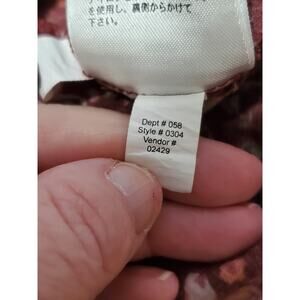 を使用し、裏側からかけて
下さい。
Dept # 058
Style # 0304
Vendor #
02429